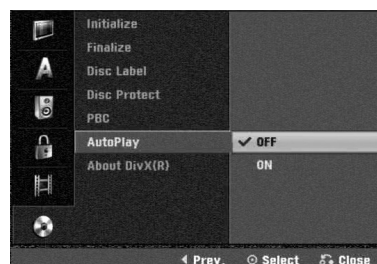 Initialize
Finalize
A
Disc Label
Disc Protect
PBC
AutoPlay ✓ OFF
About DivX(R) ON
Prev. Select Close